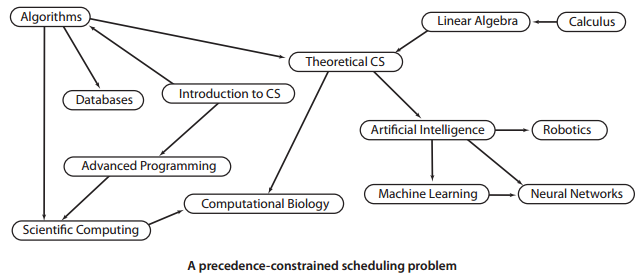 Algorithms
Linear Algebra
Calculus
Theoretical CS
Databases
Introduction to CS
Artificial Intelligence
Robotics
Advanced Programming
Machine Learning
Neural Networks
Computational Biology
Scientific Computing
A precedence-constrained scheduling problem